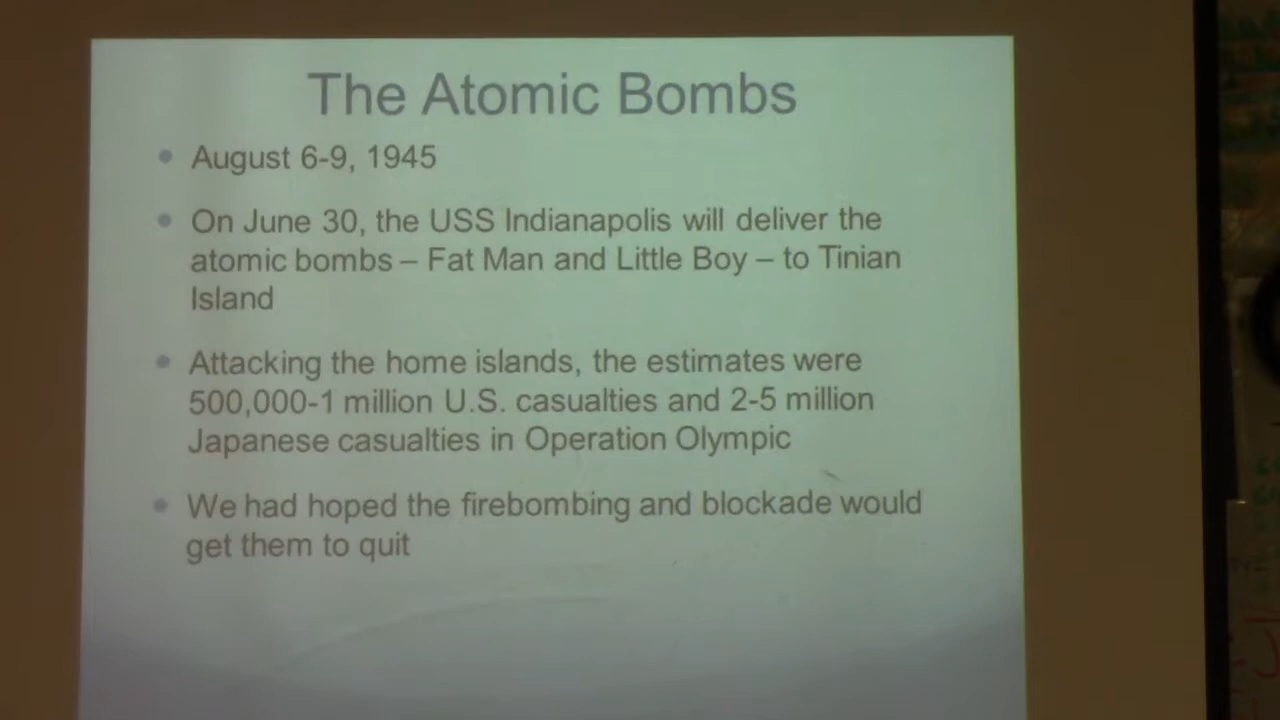 The Atomic Bombs
August 6-9, 1945
On June 30, the USS Indianapolis will deliver the
atomic bombs – Fat Man and Little Boy – to Tinian
Island
Attacking the home islands, the estimates were
500,000-1 million U.S. casualties and 2-5 million
Japanese casualties in Operation Olympic
We had hoped the firebombing and blockade would
get them to quit